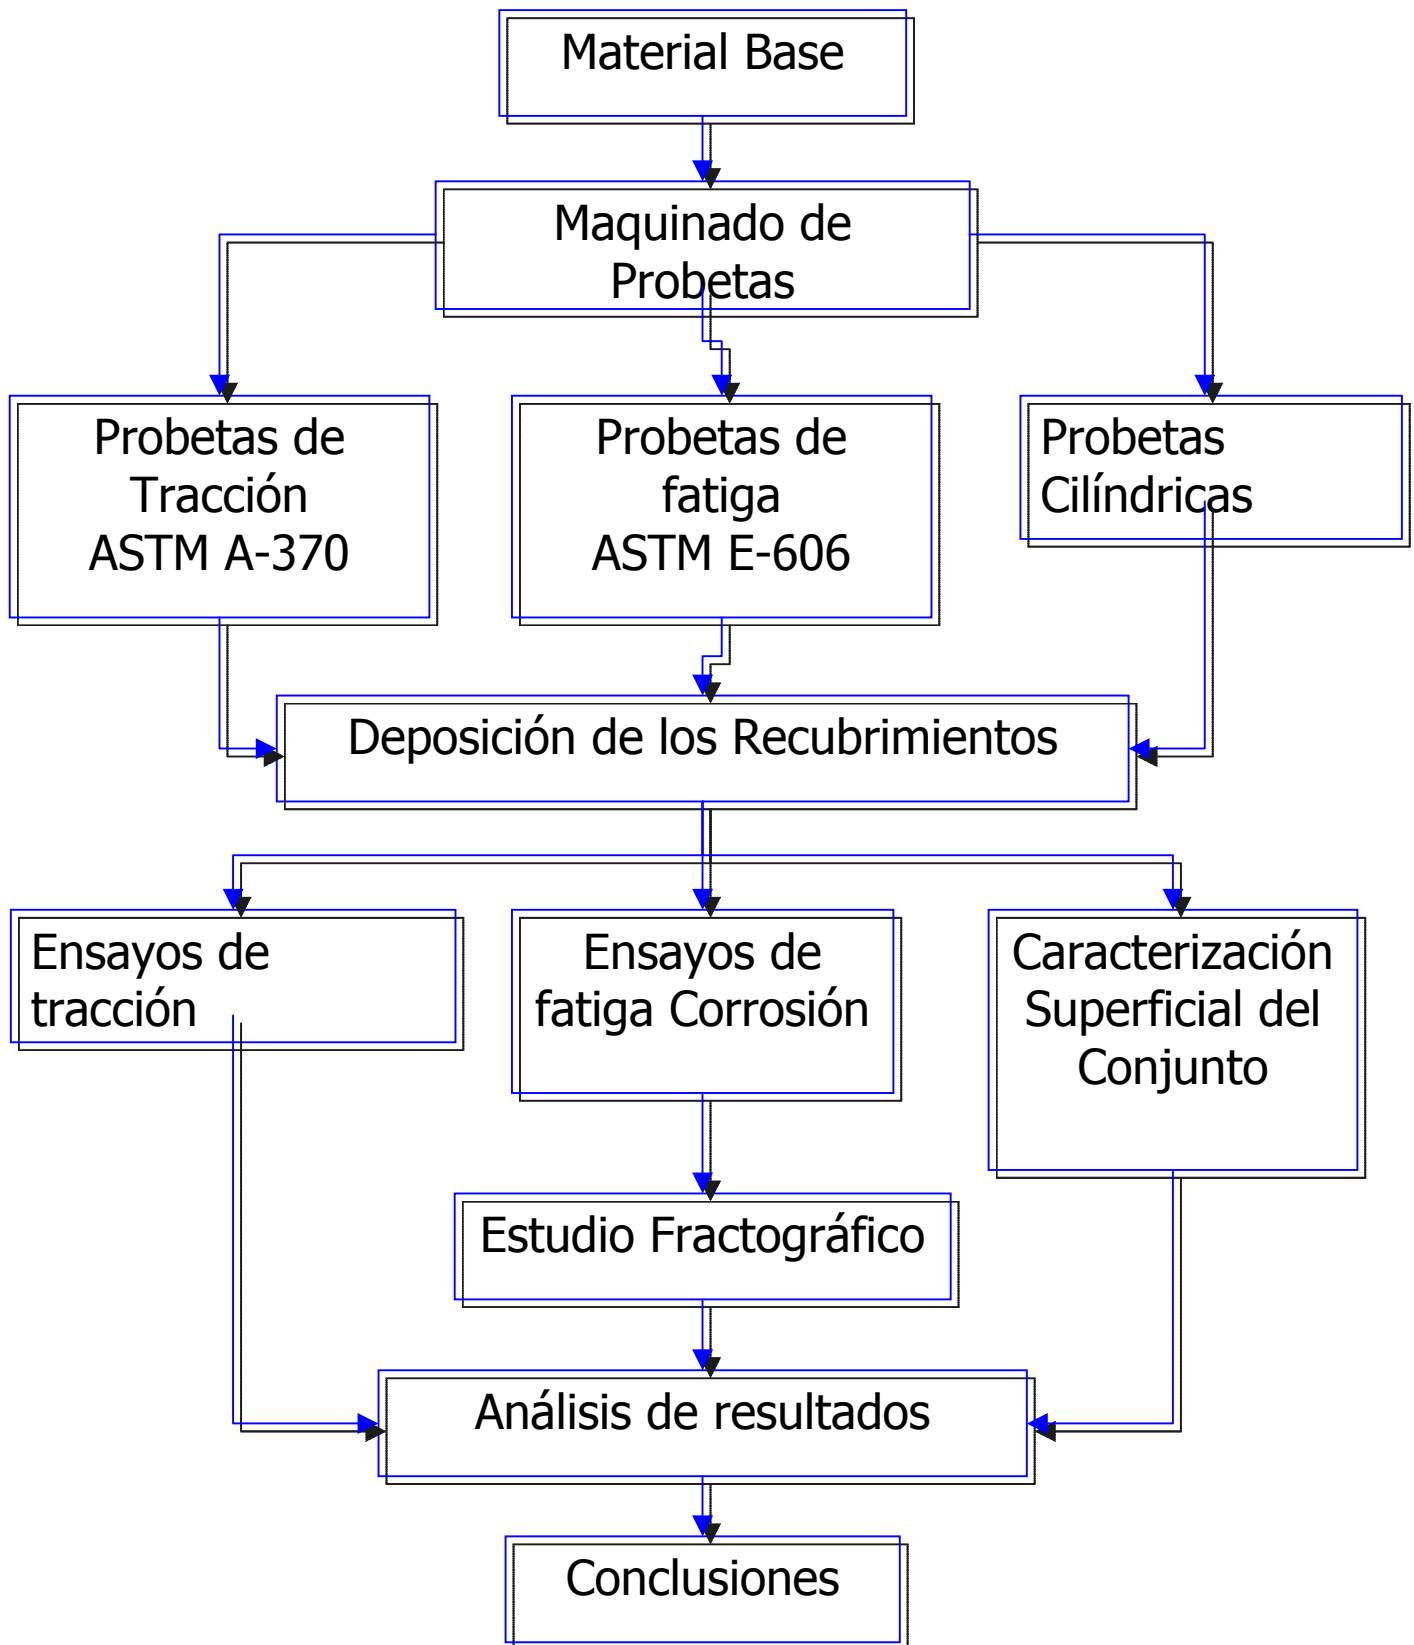 Material Base
Maquinado de
Probetas
Probetas de
Tracción
ASTM A-370
Probetas de
fatiga
ASTM E-606
Probetas
Cilíndricas
Deposición de los Recubrimientos
Ensayos de
tracción
Ensayos de
fatiga Corrosión
Caracterización
Superficial del
Conjunto
Estudio Fractográfico
Análisis de resultados
Conclusiones